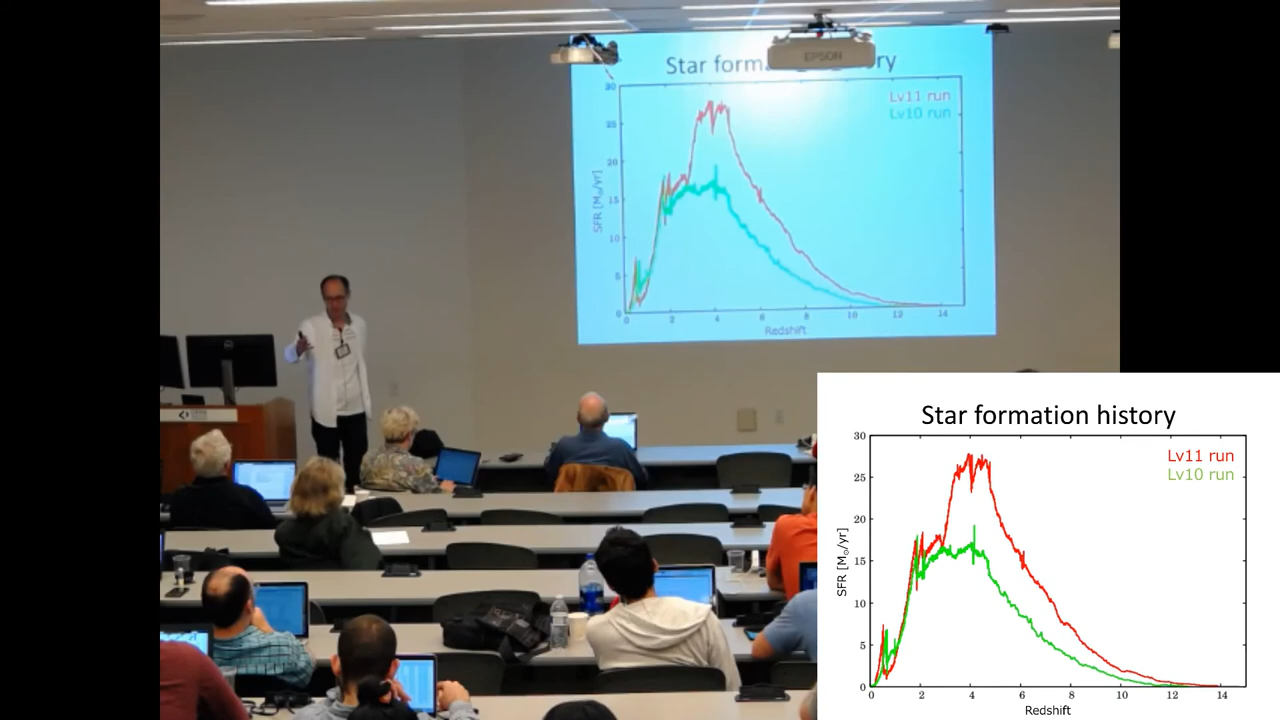 EPSON
Star form
ry
30
25
20
15
10
5
0
SFR [M☉/yr]
Lv11 run
Lv10 run
0 2 4 6 8 10 12 14
Redshift
Star formation history
30
25
20
15
10
5
0
SFR [M☉/yr]
Lv11 run
Lv10 run
0 2 4 6 8 10 12 14
Redshift